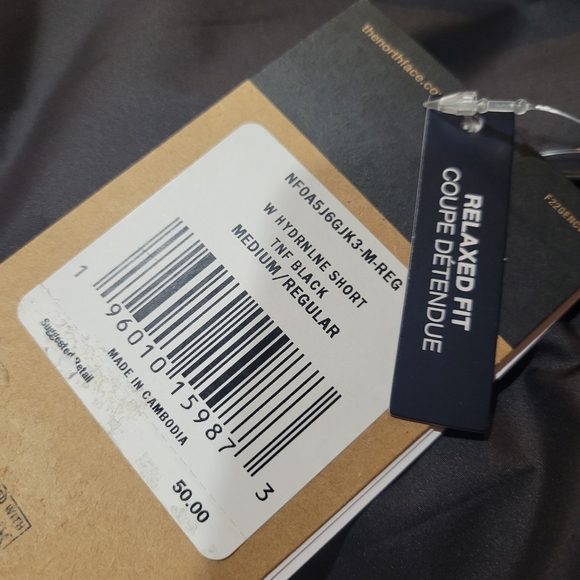 thenorthface.co
NF0A5J6GJK3-M-REG
W HYDRNLNE SHORT
TNF BLACK
MEDIUM/REGULAR
1 96010 15987 3
MADE IN CAMBODIA
Suggested Retail
50.00
RELAXED FIT
COUPE DÉTENDUE